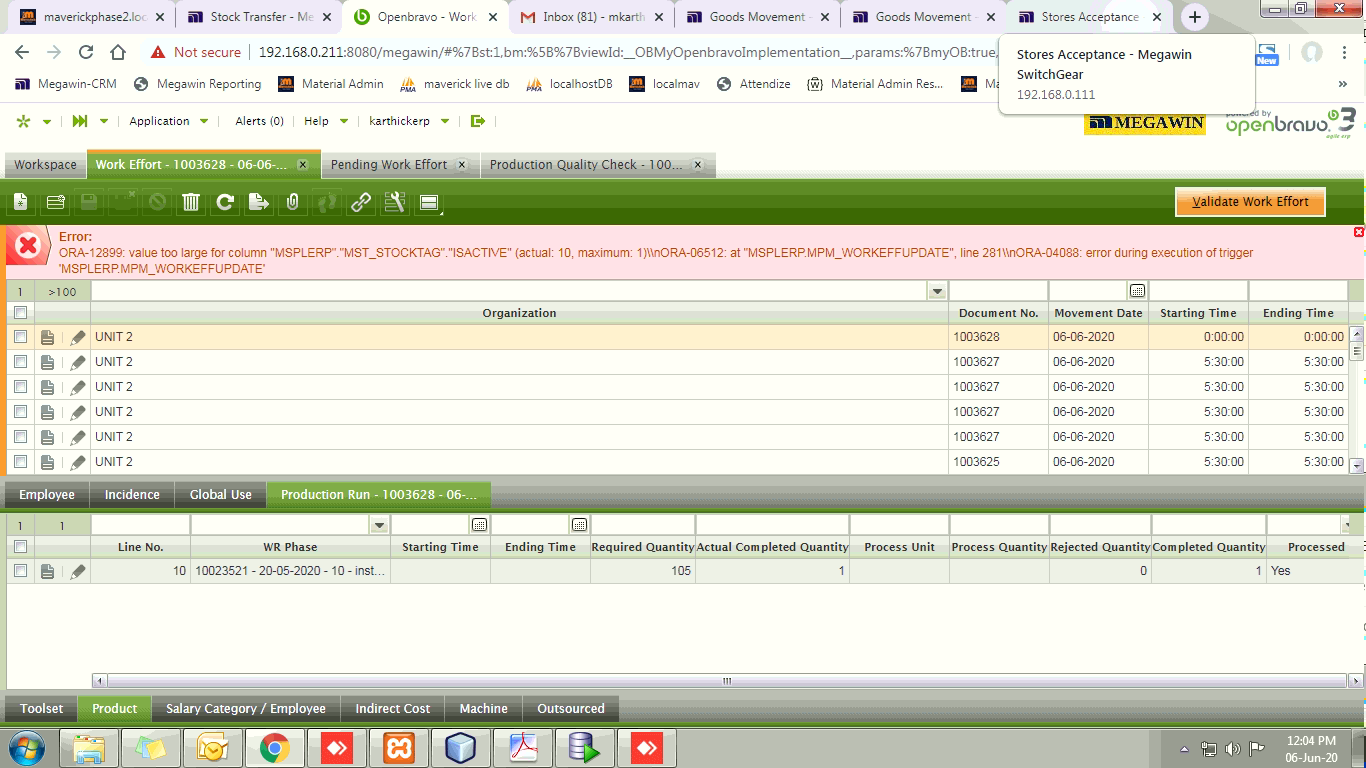 maverickphase2.loc
Stock Transfer - Me
Openbravo - Work
Inbox (81) - mkarth
Goods Movement -
Goods Movement -
Stores Acceptance
Not secure
192.168.0.211:8080/megawin/#%7Bst:1,bm:%5B%7BviewId:__OBMyOpenbravoImplementation__,params:%7BmyOB:true,
New
Stores Acceptance - Megawin
SwitchGear
192.168.0.111
Megawin-CRM
Megawin Reporting
Material Admin
maverick live db
localhostDB
localmav
Attendize
Material Admin Res...
Ma
»
Application
Alerts (0)
Help
karthickerp
MEGAWIN
powered by
openbravo 3
agile erp
Workspace
Work Effort - 1003628 - 06-06-...
Pending Work Effort
Production Quality Check - 100...
Validate Work Effort
Error:
ORA-12899: value too large for column "MSPLERP"."MST_STOCKTAG"."ISACTIVE" (actual: 10, maximum: 1)\\nORA-06512: at "MSPLERP.MPM_WORKEFFUPDATE", line 281\\nORA-04088: error during execution of trigger
'MSPLERP.MPM_WORKEFFUPDATE'
1 >100
Organization Document No. Movement Date Starting Time Ending Time
UNIT 2 1003628 06-06-2020 0:00:00 0:00:00
UNIT 2 1003627 06-06-2020 5:30:00 5:30:00
UNIT 2 1003627 06-06-2020 5:30:00 5:30:00
UNIT 2 1003627 06-06-2020 5:30:00 5:30:00
UNIT 2 1003627 06-06-2020 5:30:00 5:30:00
UNIT 2 1003625 06-06-2020 5:30:00 5:30:00
Employee Incidence Global Use Production Run - 1003628 - 06-...
1 1
Line No. WR Phase Starting Time Ending Time Required Quantity Actual Completed Quantity Process Unit Process Quantity Rejected Quantity Completed Quantity Processed
10 10023521 - 20-05-2020 - 10 - inst... 105 1 0 1 Yes
Toolset Product Salary Category / Employee Indirect Cost Machine Outsourced
12:04 PM
06-Jun-20